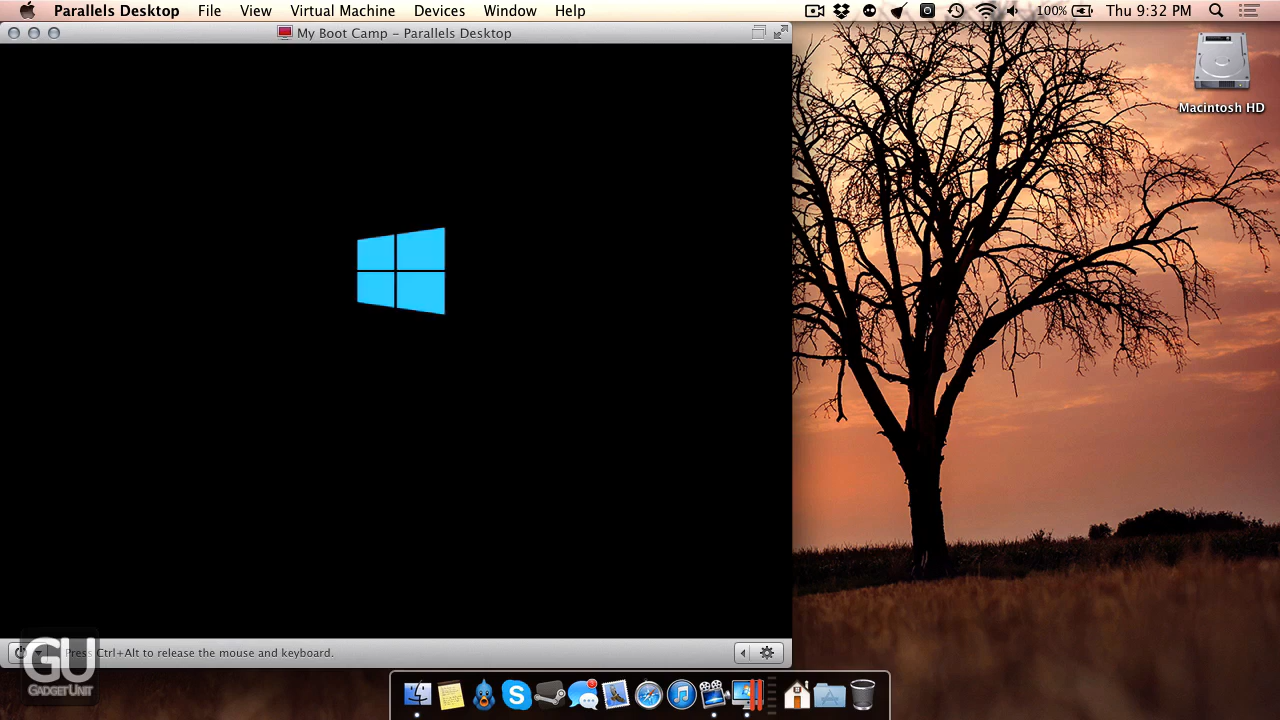 Parallels Desktop File View Virtual Machine Devices Window Help 100% Thu 9:32 PM
My Boot Camp – Parallels Desktop
Macintosh HD
Press Ctrl+Alt to release the mouse and keyboard.
GU
GADGETUNIT